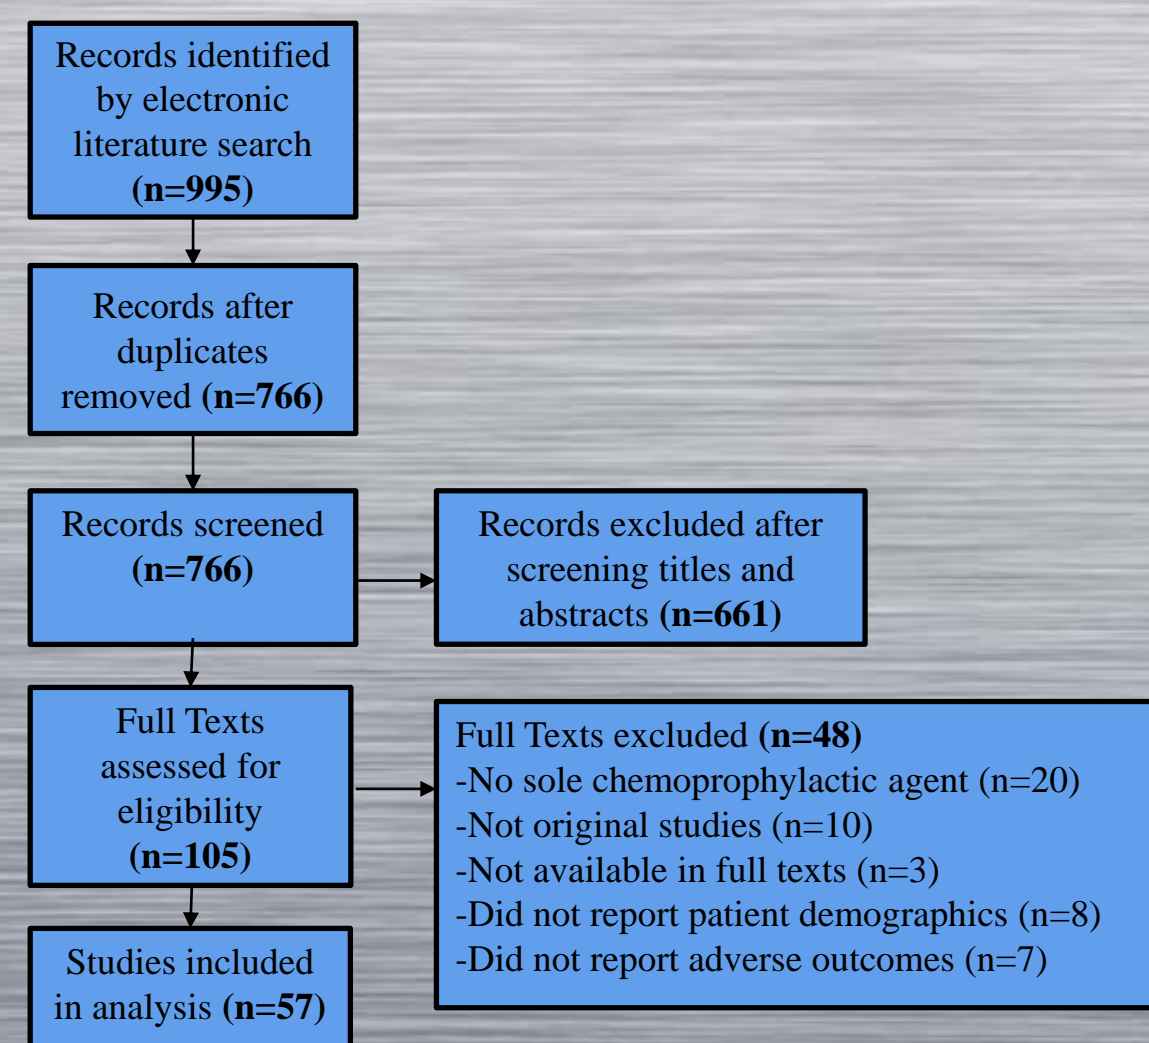 Records identified
by electronic
literature search
(n=995)
Records after
duplicates
removed (n=766)
Records screened
(n=766)
Records excluded after
screening titles and
abstracts (n=661)
Full Texts
assessed for
eligibility
(n=105)
Full Texts excluded (n=48)
-No sole chemoprophylactic agent (n=20)
-Not original studies (n=10)
-Not available in full texts (n=3)
-Did not report patient demographics (n=8)
-Did not report adverse outcomes (n=7)
Studies included
in analysis (n=57)